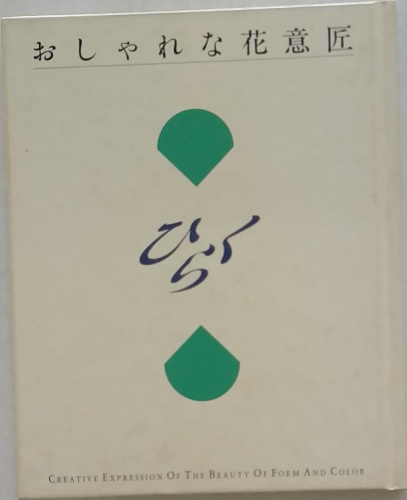 おしゃれな花意匠
ひらく
CREATIVE EXPRESSION OF THE BEAUTY OF FORM AND COLOR